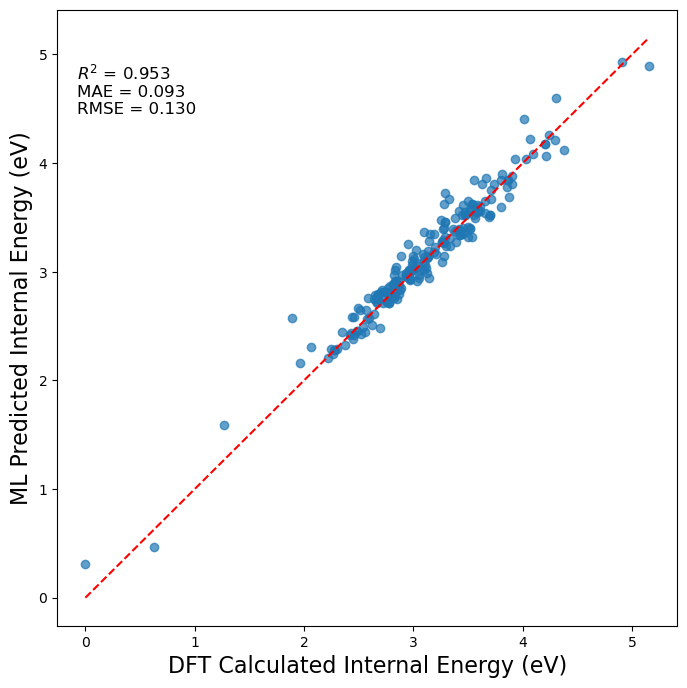 R² = 0.953
MAE = 0.093
RMSE = 0.130
5
4
3
2
1
0
0 1 2 3 4 5
ML Predicted Internal Energy (eV)
DFT Calculated Internal Energy (eV)